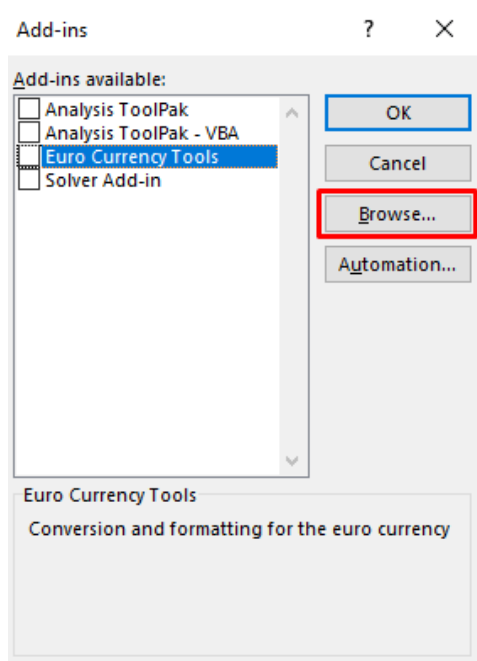 Add-ins ? ×
Add-ins available:
Analysis ToolPak
Analysis ToolPak - VBA
Euro Currency Tools
Solver Add-in
OK
Cancel
Browse...
Automation...
Euro Currency Tools
Conversion and formatting for the euro currency